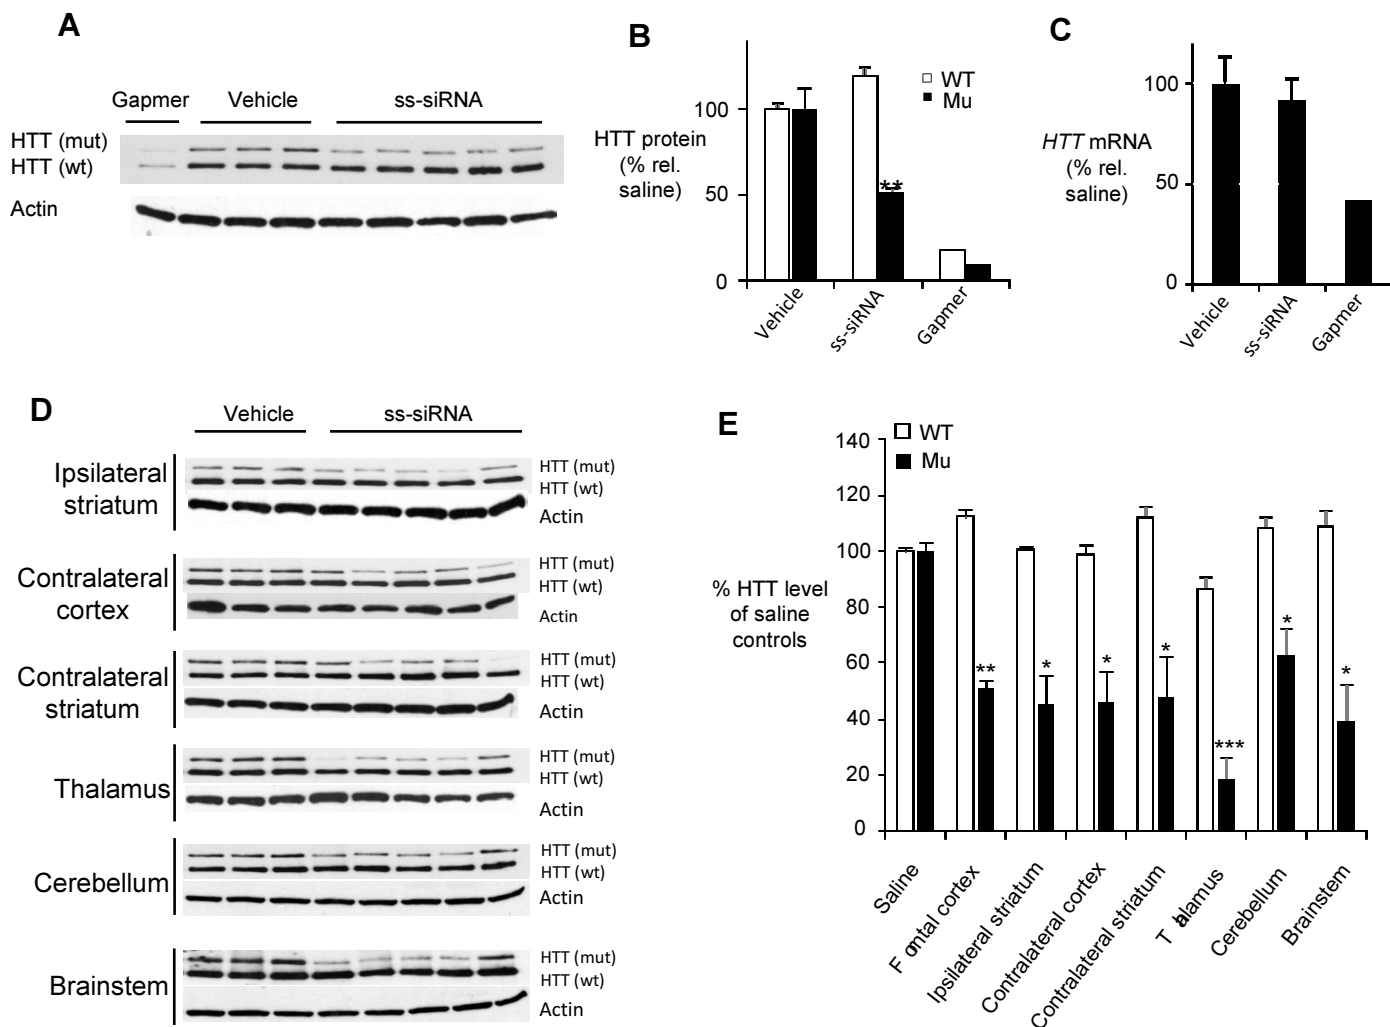 A
Gapmer Vehicle ss-siRNA
HTT (mut)
HTT (wt)
Actin
B
WT
Mu
HTT protein
(% rel.
saline)
100
50
0
**
Vehicle
ss-siRNA
Gapmer
C
HTT mRNA
(% rel.
saline)
100
50
0
Vehicle
ss-siRNA
Gapmer
D
Vehicle ss-siRNA
Ipsilateral
striatum
HTT (mut)
HTT (wt)
Actin
Contralateral
cortex
HTT (mut)
HTT (wt)
Actin
Contralateral
striatum
HTT (mut)
HTT (wt)
Actin
Thalamus
HTT (mut)
HTT (wt)
Actin
Cerebellum
HTT (mut)
HTT (wt)
Actin
Brainstem
HTT (mut)
HTT (wt)
Actin
E
WT
Mu
% HTT level
of saline
controls
140
120
100
80
60
40
20
0
** * * * *** * *
Saline
Frontal cortex
Ipsilateral striatum
Contralateral cortex
Contralateral striatum
Thalamus
Cerebellum
Brainstem